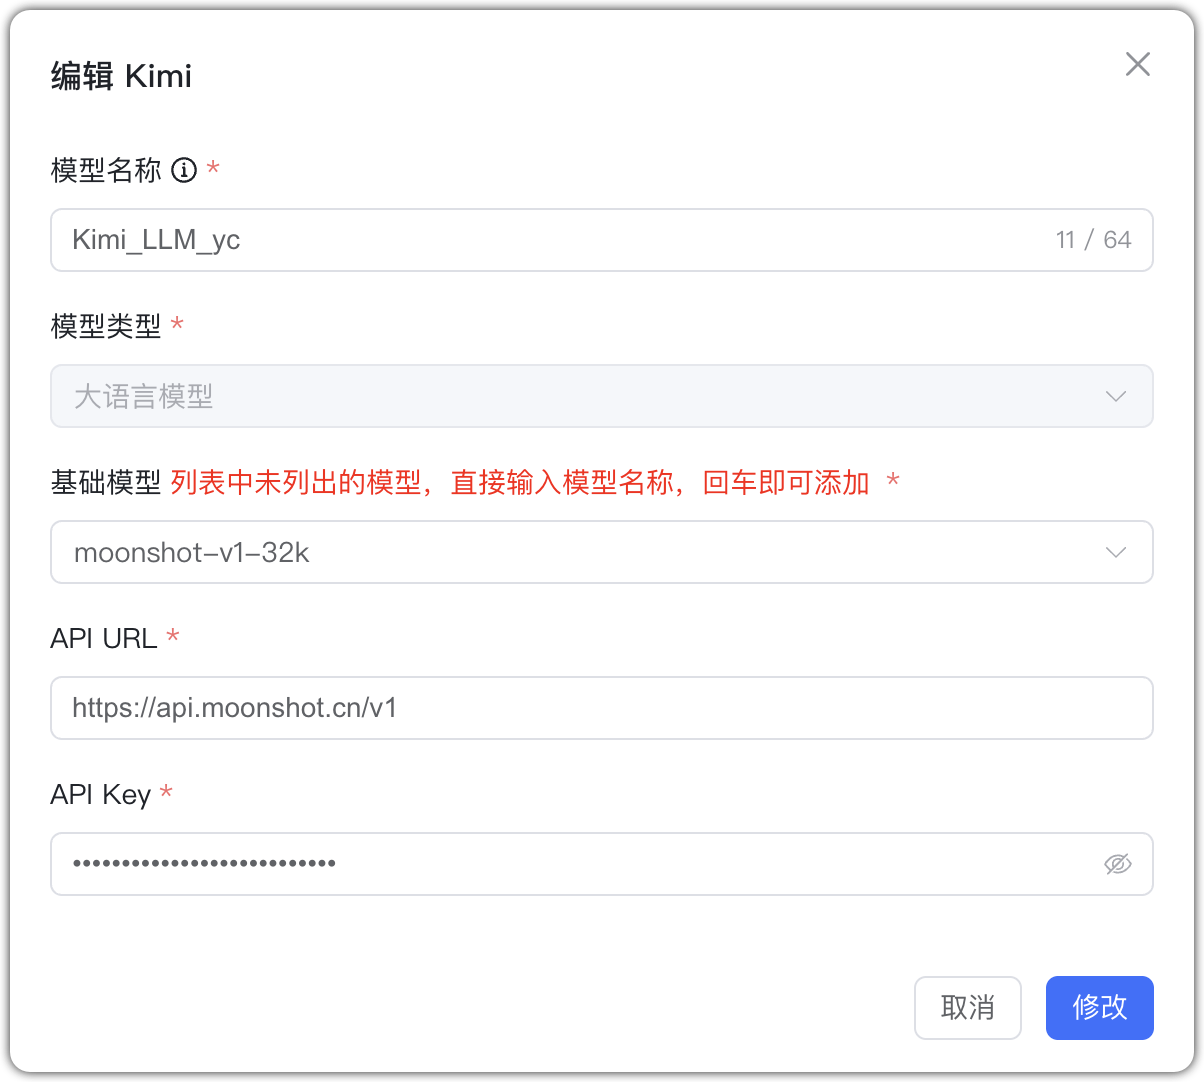 编辑 Kimi
模型名称 *
Kimi_LLM_yc 11 / 64
模型类型 *
大语言模型
基础模型 列表中未列出的模型，直接输入模型名称，回车即可添加 *
moonshot-v1-32k
API URL *
https://api.moonshot.cn/v1
API Key *
•••••••••••••••••••••••••••
取消 修改